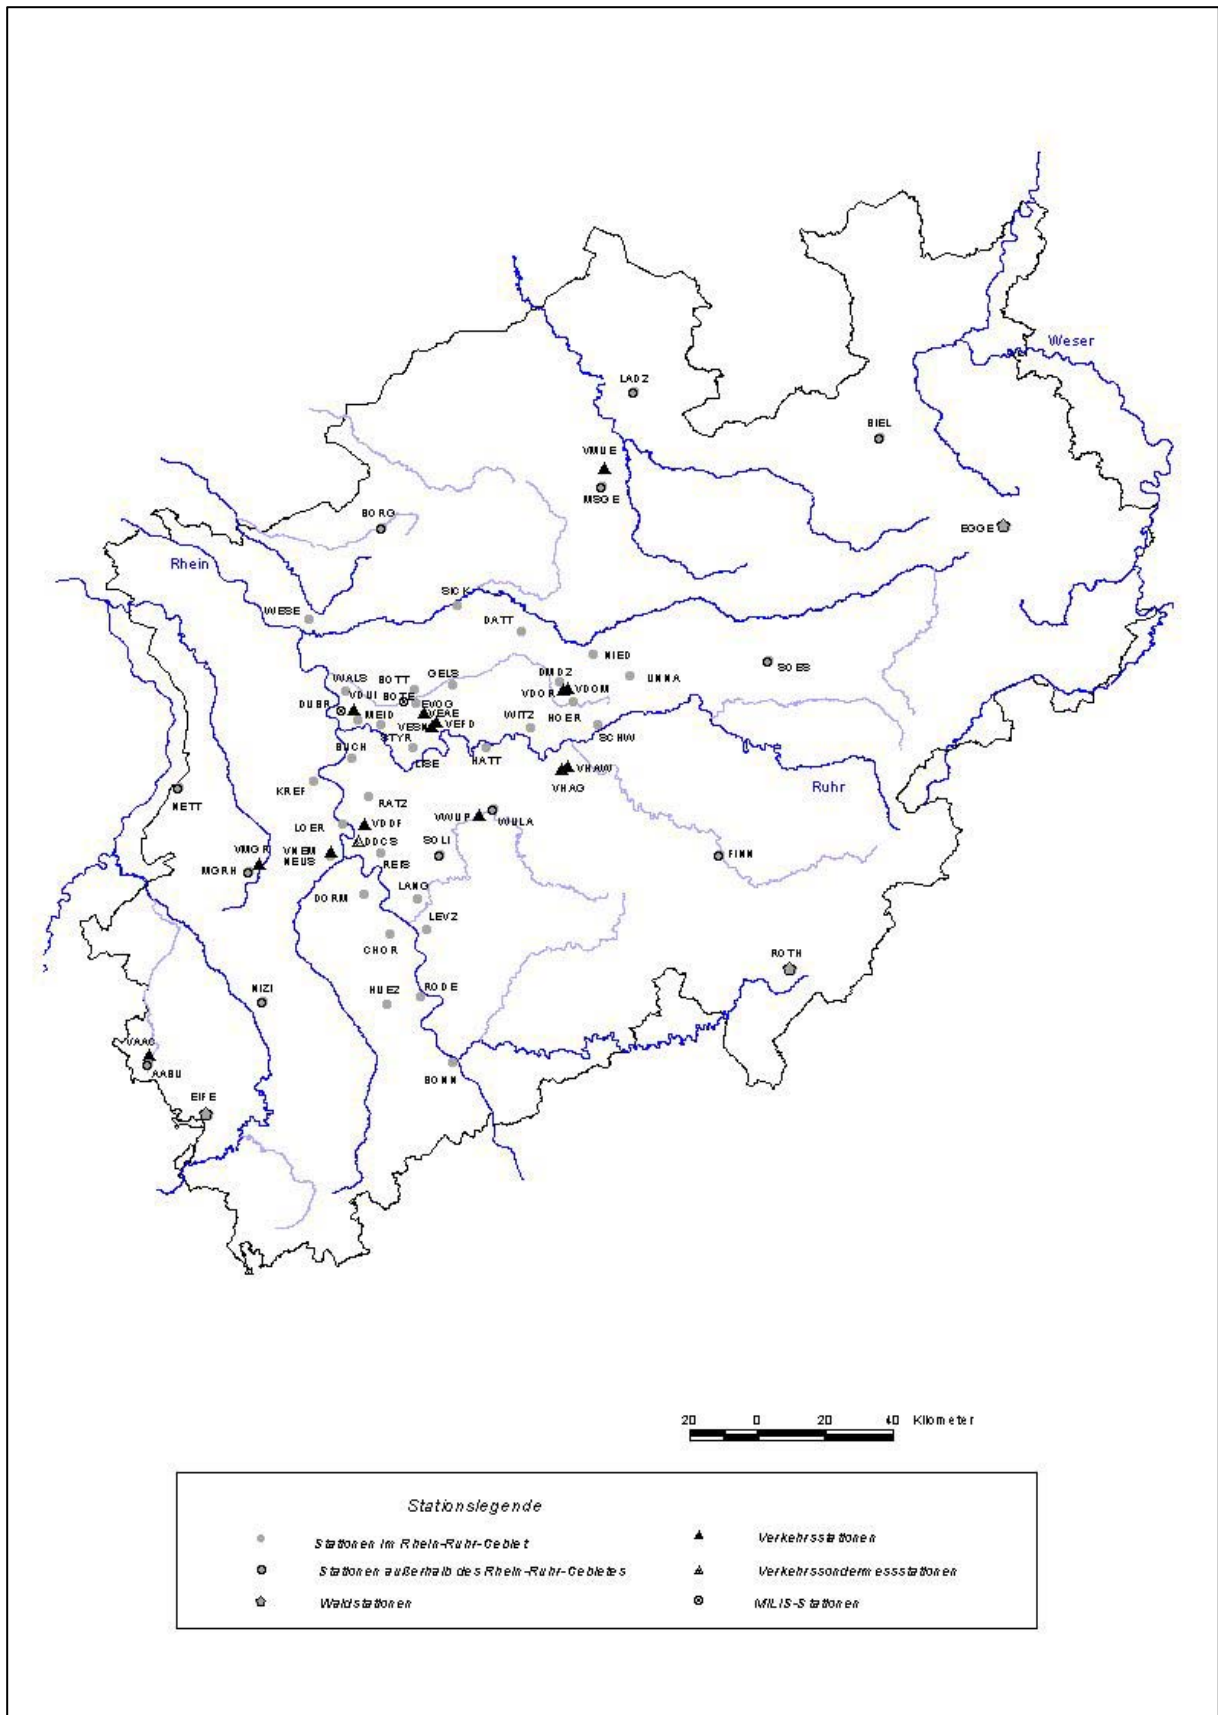 Weser
LADZ
BIEL
VMUE
MSGE
BORG
EGGE
Rhein
SICK
WESE
DATT
NIED
SOES
UNNA
WALS
BOTT
GELS
DMDZ
VDUI
BOTE
VDOR
VDOM
DUBR
EVOG
MEID
VEAE
HOER
VESN
VEFD
WITZ
SCHW
STYR
BUCH
LISE
HATT
VHAW
KREF
VHAG
Ruhr
NETT
RATZ
VWUP
WULA
LOER
VDDF
DDCS
SOLI
VMGR
VNEM
FINN
NEUS
REIS
MGRH
DORM
LANG
LEVZ
CHOR
ROTH
NIZI
HUEZ
RODE
VAAC
AABU
BONN
EIFE
20 0 20 40 Kilometer
Stationslegende
Stationen im Rhein-Ruhr-Gebiet
Verkehrsstationen
Stationen außerhalb des Rhein-Ruhr-Gebietes
Verkehrssondermessstationen
Waldstationen
MILIS-Stationen